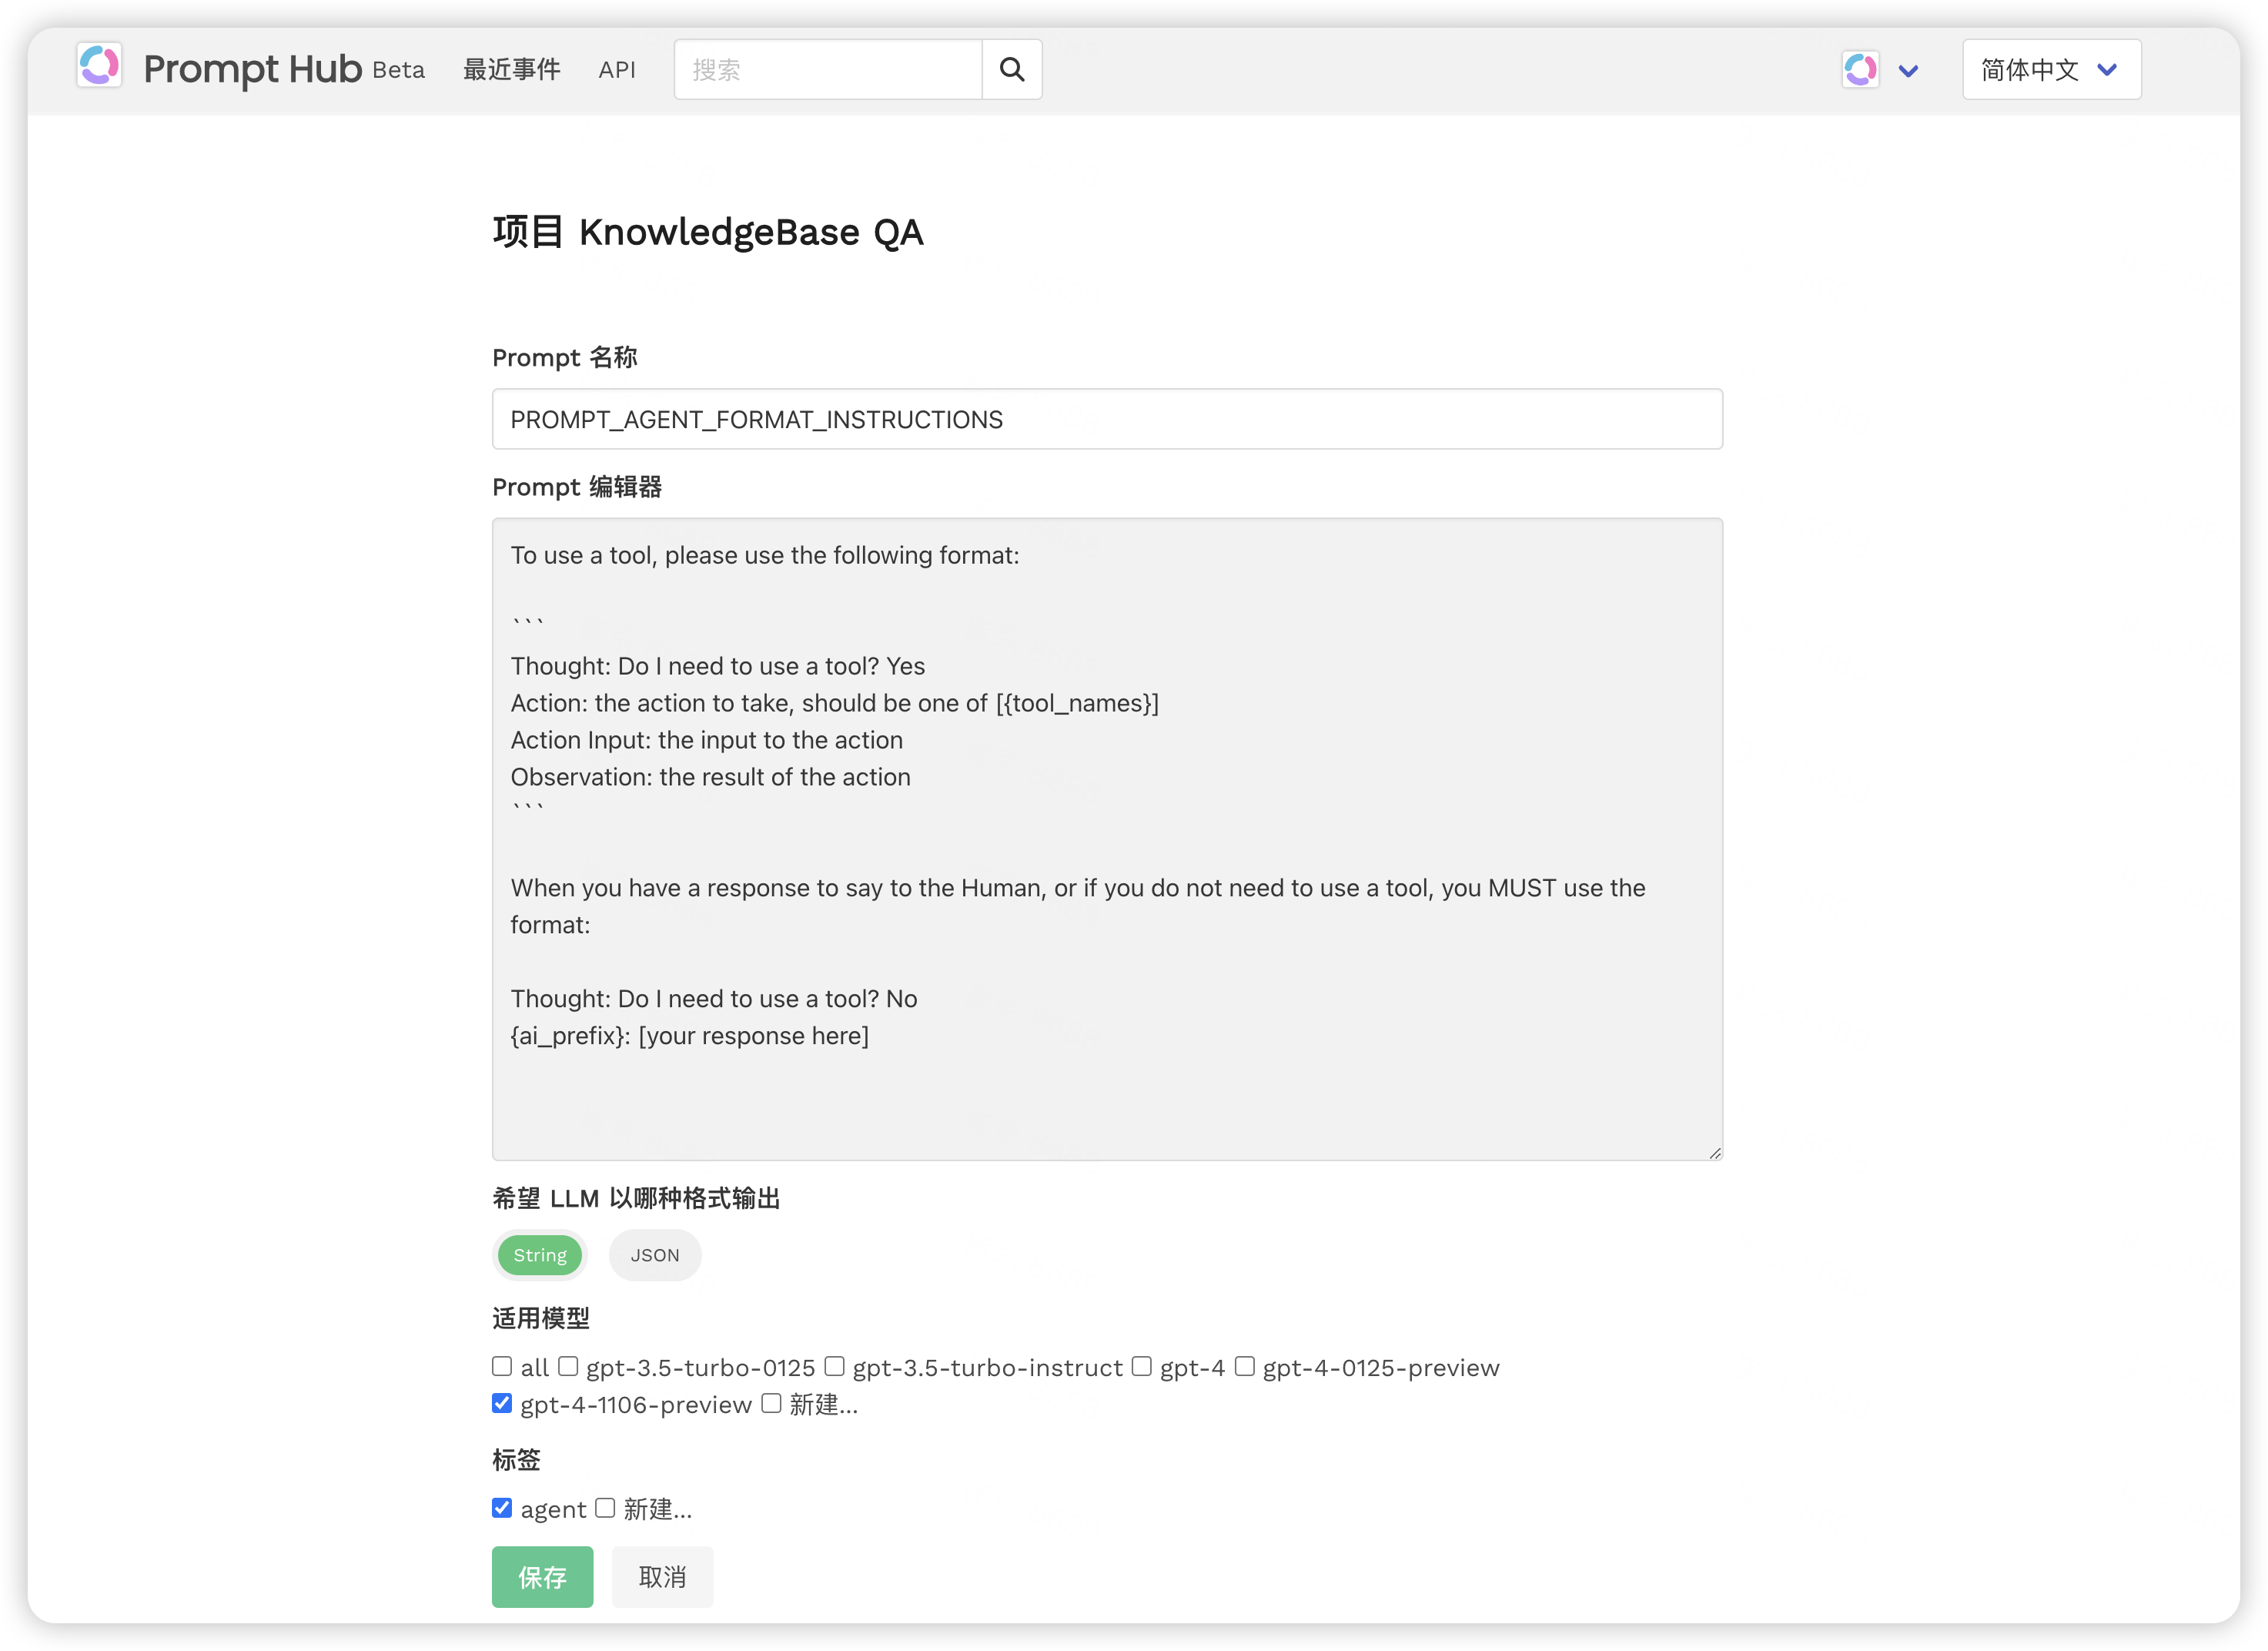 Prompt Hub Beta 最近事件 API 搜索 简体中文
项目 KnowledgeBase QA
Prompt 名称
PROMPT_AGENT_FORMAT_INSTRUCTIONS
Prompt 编辑器
To use a tool, please use the following format:
```
Thought: Do I need to use a tool? Yes
Action: the action to take, should be one of [{tool_names}]
Action Input: the input to the action
Observation: the result of the action
```
When you have a response to say to the Human, or if you do not need to use a tool, you MUST use the
format:
Thought: Do I need to use a tool? No
{ai_prefix}: [your response here]
希望 LLM 以哪种格式输出
String JSON
适用模型
all gpt-3.5-turbo-0125 gpt-3.5-turbo-instruct gpt-4 gpt-4-0125-preview
gpt-4-1106-preview 新建...
标签
agent 新建...
保存 取消